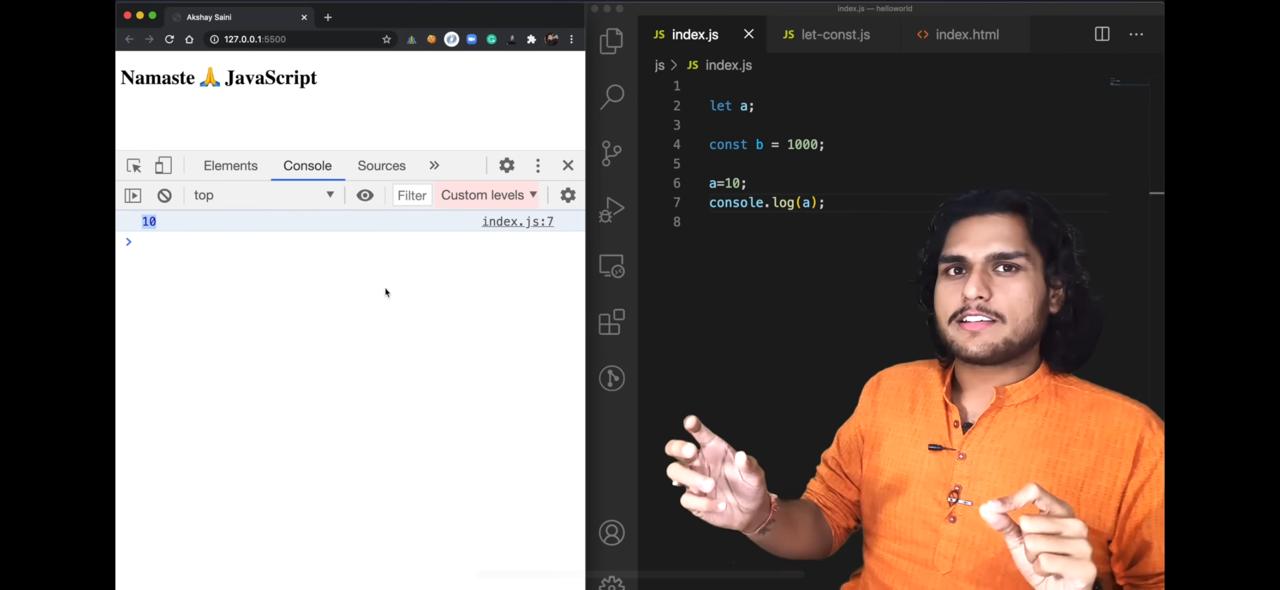 Akshay Saini
127.0.0.1:5500
Namaste 🙏 JavaScript
Elements Console Sources »
top Filter Custom levels
10 index.js:7
index.js — helloworld
JS index.js JS let-const.js <> index.html
js > JS index.js
1
2 let a;
3
4 const b = 1000;
5
6 a=10;
7 console.log(a);
8